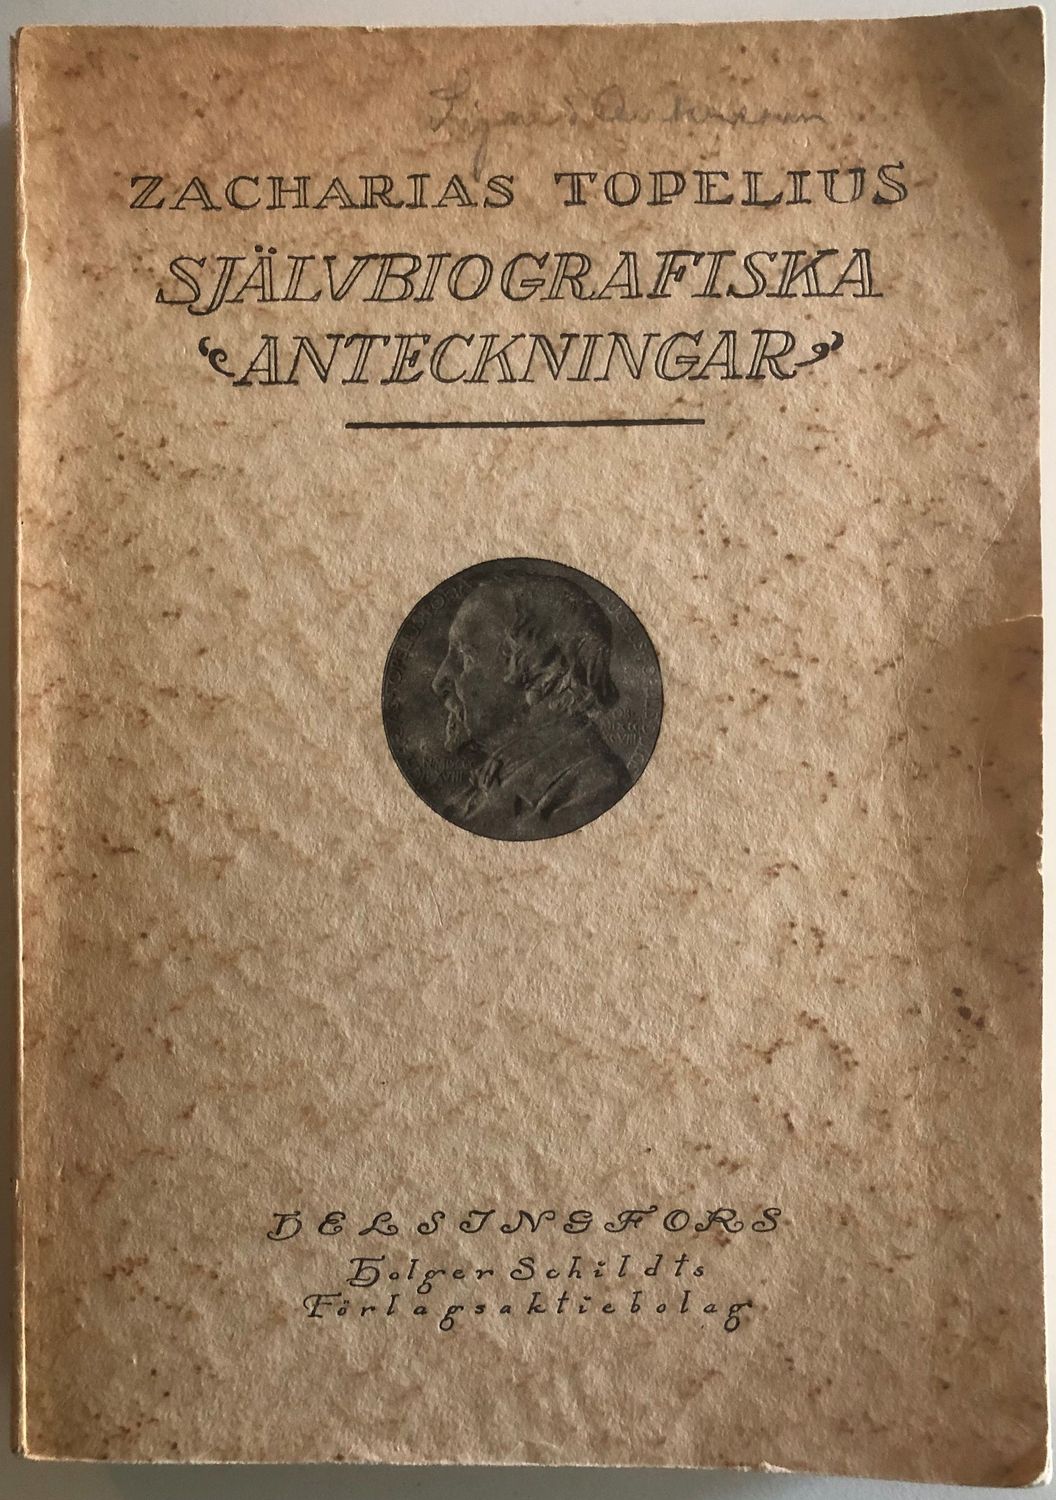 ZACHARIAS TOPELIUS
SJÄLVBIOGRAFISKA
ANTECKNINGAR
HELSINGFORS
Holger Schildts
Förlagsaktiebolag